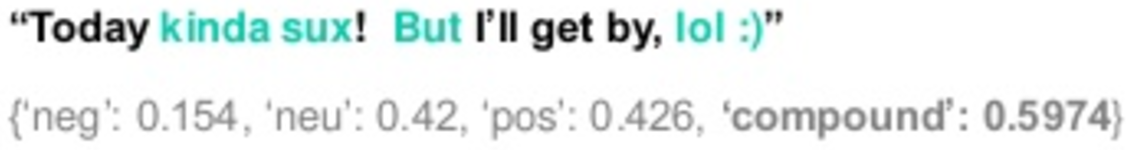 “Today kinda sux!  But I’ll get by, lol :)”
{‘neg’: 0.154, ‘neu’: 0.42, ‘pos’: 0.426, ‘compound’: 0.5974}